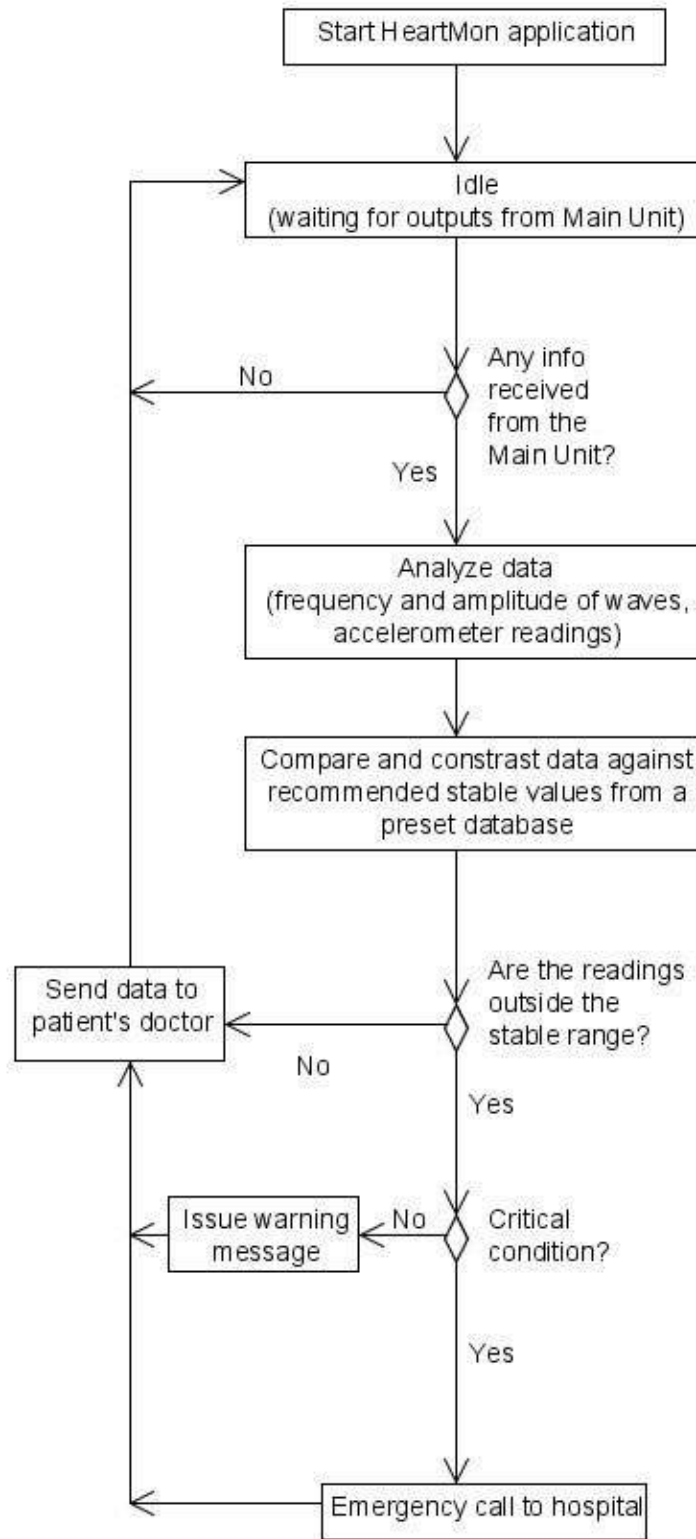 Start HeartMon application
Idle
(waiting for outputs from Main Unit)
Any info
received
from the
Main Unit?
No
Yes
Analyze data
(frequency and amplitude of waves,
accelerometer readings)
Compare and constrast data against
recommended stable values from a
preset database
Are the readings
outside the
stable range?
Send data to
patient's doctor
No
Yes
Issue warning
message
No
Critical
condition?
Yes
Emergency call to hospital